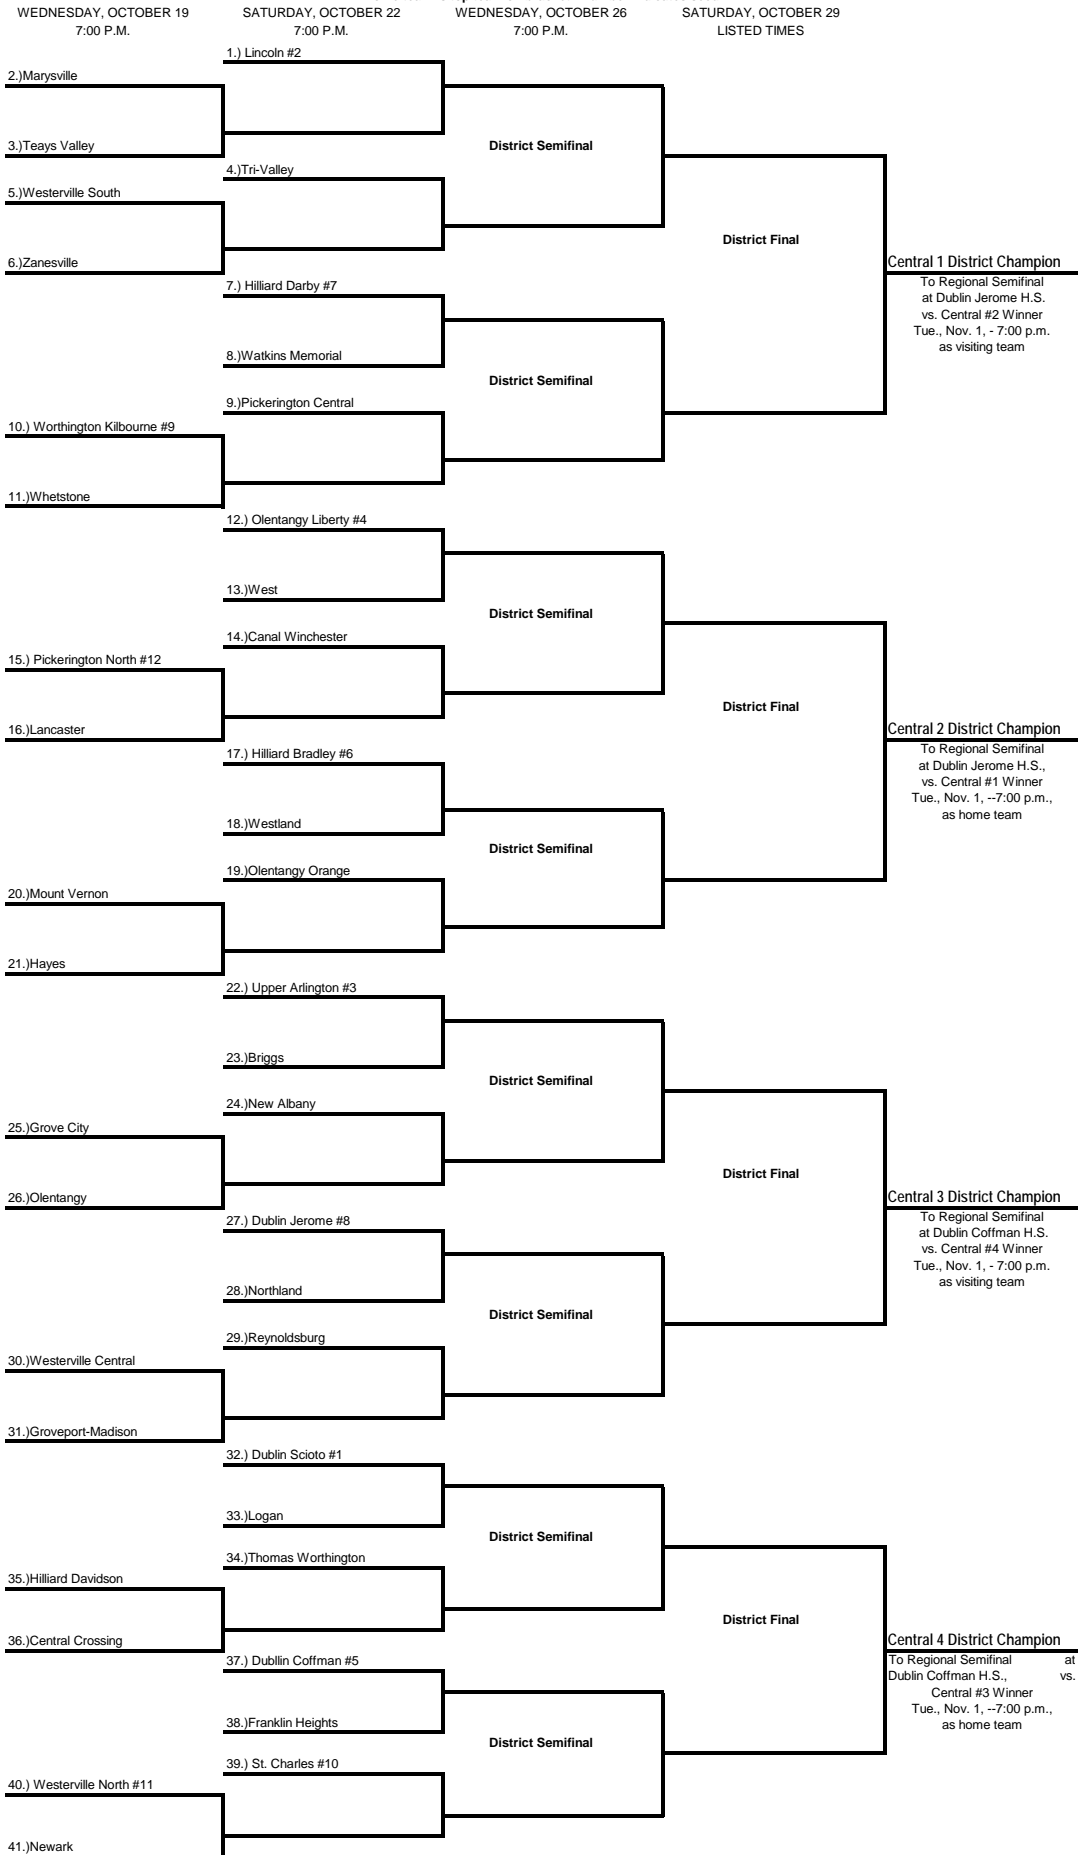 WEDNESDAY, OCTOBER 19
7:00 P.M.
SATURDAY, OCTOBER 22
7:00 P.M.
WEDNESDAY, OCTOBER 26
7:00 P.M.
SATURDAY, OCTOBER 29
LISTED TIMES
1.) Lincoln #2
2.)Marysville
3.)Teays Valley
District Semifinal
4.)Tri-Valley
5.)Westerville South
District Final
6.)Zanesville
Central 1 District Champion
To Regional Semifinal
at Dublin Jerome H.S.
vs. Central #2 Winner
Tue., Nov. 1, - 7:00 p.m.
as visiting team
7.) Hilliard Darby #7
8.)Watkins Memorial
District Semifinal
9.)Pickerington Central
10.) Worthington Kilbourne #9
11.)Whetstone
12.) Olentangy Liberty #4
13.)West
District Semifinal
14.)Canal Winchester
15.) Pickerington North #12
District Final
16.)Lancaster
Central 2 District Champion
To Regional Semifinal
at Dublin Jerome H.S.,
vs. Central #1 Winner
Tue., Nov. 1, --7:00 p.m.,
as home team
17.) Hilliard Bradley #6
18.)Westland
District Semifinal
19.)Olentangy Orange
20.)Mount Vernon
21.)Hayes
22.) Upper Arlington #3
23.)Briggs
District Semifinal
24.)New Albany
25.)Grove City
District Final
26.)Olentangy
Central 3 District Champion
To Regional Semifinal
at Dublin Coffman H.S.
vs. Central #4 Winner
Tue., Nov. 1, - 7:00 p.m.
as visiting team
27.) Dublin Jerome #8
28.)Northland
District Semifinal
29.)Reynoldsburg
30.)Westerville Central
31.)Groveport-Madison
32.) Dublin Scioto #1
33.)Logan
District Semifinal
34.)Thomas Worthington
35.)Hilliard Davidson
District Final
36.)Central Crossing
Central 4 District Champion
To Regional Semifinal at
Dublin Coffman H.S., vs.
Central #3 Winner
Tue., Nov. 1, --7:00 p.m.,
as home team
37.) Dubllin Coffman #5
38.)Franklin Heights
District Semifinal
39.) St. Charles #10
40.) Westerville North #11
41.)Newark